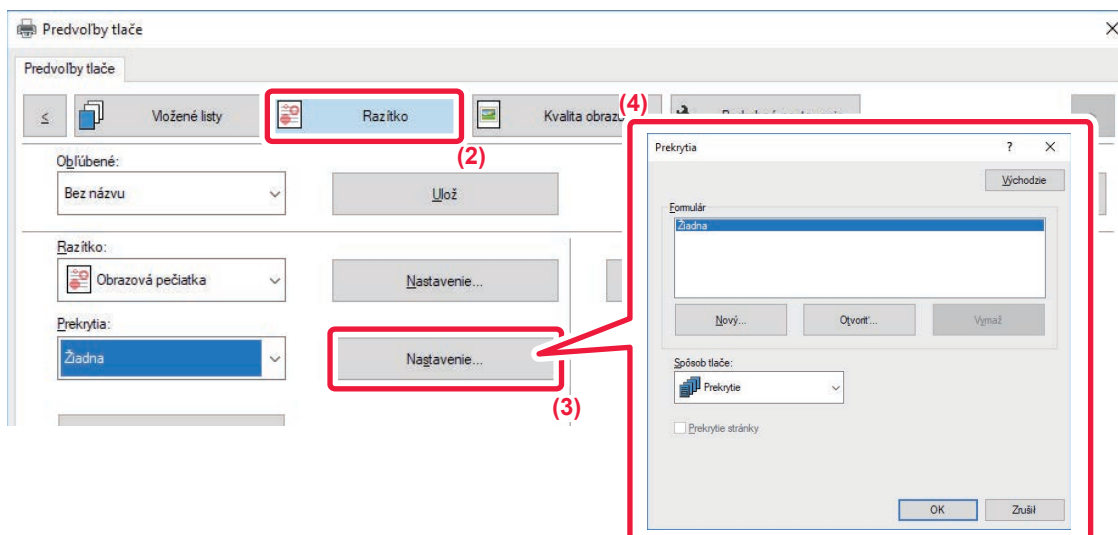 Predvoľby tlače
Predvoľby tlače
≤
Vložené listy
Razítko
Kvalita obrazu
(4)
(2)
Obľúbené:
Bez názvu
Ulož
Razítko:
Obrazová pečiatka
Nastavenie...
Prekrytia:
Žiadna
Nastavenie...
(3)
Prekrytia
?
Východzie
Formulár
Žiadna
Nový...
Otvoriť...
Vymaž
Spôsob tlače:
Prekrytie
Prekrytie stránky
OK
Zrušil